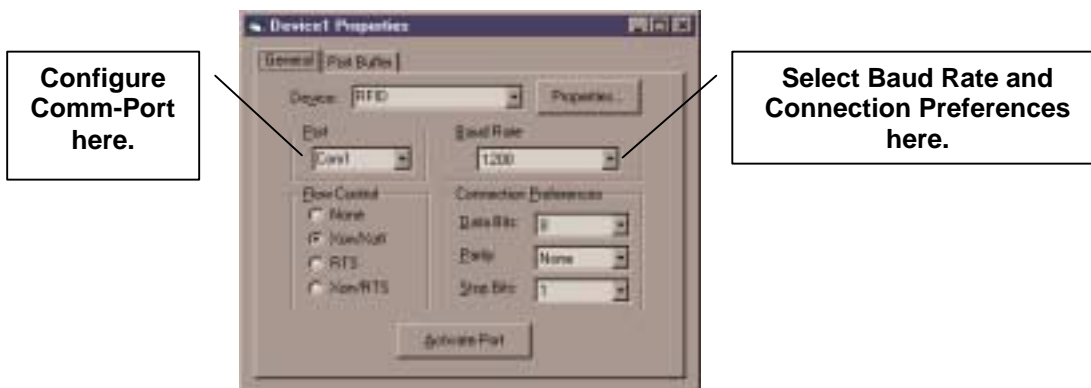 Device1 Properties
Configure
Comm-Port
here.
Select Baud Rate and
Connection Preferences
here.
General
Port Buffer
Device:
RFID
Properties...
Port
Baud Rate
Com1
1200
Flow Control
Connection Preferences
None
Data Bits:
8
Xon/Xoff
Parity
None
RTS
Xon/RTS
Stop Bits:
1
Activate Port